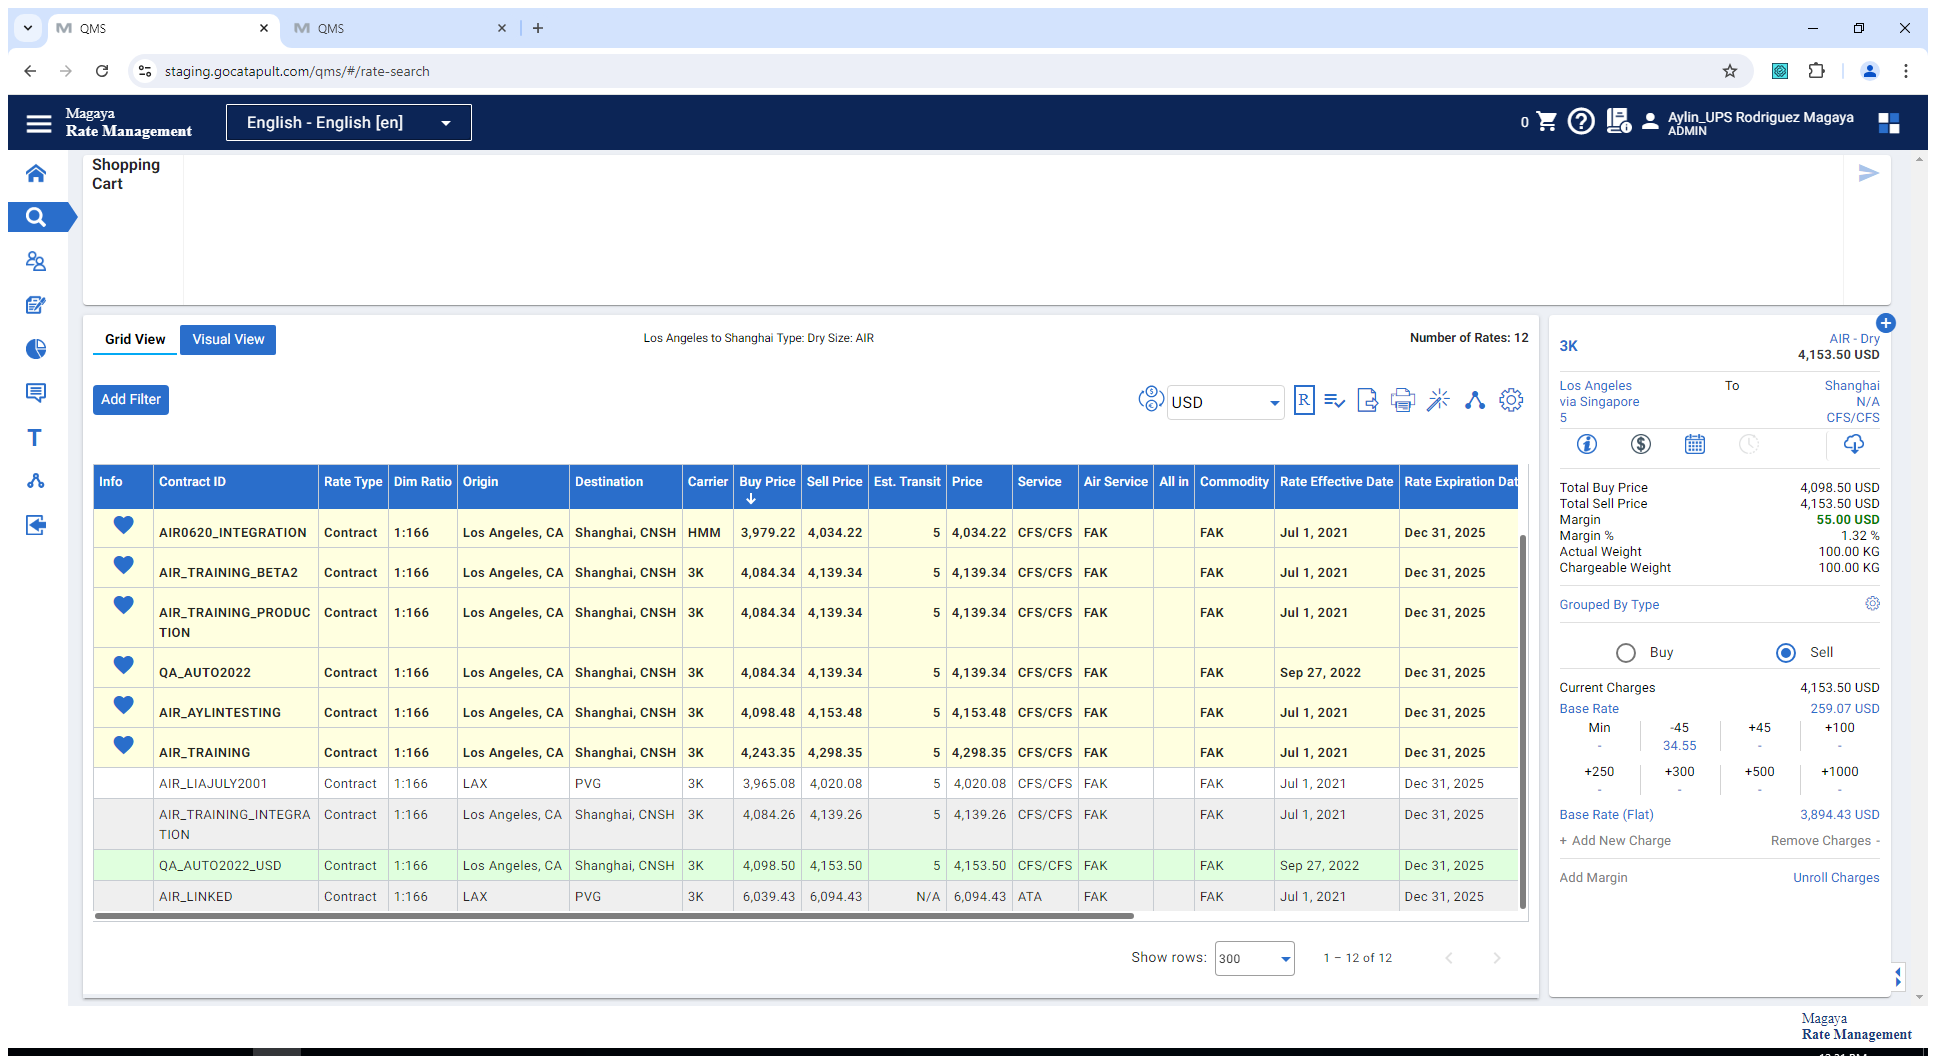 QMS
QMS
staging.gocatapult.com/qms/#/rate-search
Magaya
Rate Management
English - English [en]
0
Aylin_UPS Rodriguez Magaya
ADMIN
Shopping
Cart
Grid View
Visual View
Los Angeles to Shanghai Type: Dry Size: AIR
Number of Rates: 12
Add Filter
USD
R
Info Contract ID Rate Type Dim Ratio Origin Destination Carrier Buy Price Sell Price Est. Transit Price Service Air Service All in Commodity Rate Effective Date Rate Expiration Dat
AIR0620_INTEGRATION Contract 1:166 Los Angeles, CA Shanghai, CNSH HMM 3,979.22 4,034.22 5 4,034.22 CFS/CFS FAK FAK Jul 1, 2021 Dec 31, 2025
AIR_TRAINING_BETA2 Contract 1:166 Los Angeles, CA Shanghai, CNSH 3K 4,084.34 4,139.34 5 4,139.34 CFS/CFS FAK FAK Jul 1, 2021 Dec 31, 2025
AIR_TRAINING_PRODUC Contract 1:166 Los Angeles, CA Shanghai, CNSH 3K 4,084.34 4,139.34 5 4,139.34 CFS/CFS FAK FAK Jul 1, 2021 Dec 31, 2025
TION
QA_AUTO2022 Contract 1:166 Los Angeles, CA Shanghai, CNSH 3K 4,084.34 4,139.34 5 4,139.34 CFS/CFS FAK FAK Sep 27, 2022 Dec 31, 2025
AIR_AYLINTESTING Contract 1:166 Los Angeles, CA Shanghai, CNSH 3K 4,098.48 4,153.48 5 4,153.48 CFS/CFS FAK FAK Jul 1, 2021 Dec 31, 2025
AIR_TRAINING Contract 1:166 Los Angeles, CA Shanghai, CNSH 3K 4,243.35 4,298.35 5 4,298.35 CFS/CFS FAK FAK Jul 1, 2021 Dec 31, 2025
AIR_LIAJULY2001 Contract 1:166 LAX PVG 3K 3,965.08 4,020.08 5 4,020.08 CFS/CFS FAK FAK Jul 1, 2021 Dec 31, 2025
AIR_TRAINING_INTEGRA Contract 1:166 Los Angeles, CA Shanghai, CNSH 3K 4,084.26 4,139.26 5 4,139.26 CFS/CFS FAK FAK Jul 1, 2021 Dec 31, 2025
TION
QA_AUTO2022_USD Contract 1:166 Los Angeles, CA Shanghai, CNSH 3K 4,098.50 4,153.50 5 4,153.50 CFS/CFS FAK FAK Sep 27, 2022 Dec 31, 2025
AIR_LINKED Contract 1:166 LAX PVG 3K 6,039.43 6,094.43 N/A 6,094.43 ATA FAK FAK Jul 1, 2021 Dec 31, 2025
Show rows: 300 1 – 12 of 12
3K
AIR - Dry
4,153.50 USD
Los Angeles To Shanghai
via Singapore N/A
5 CFS/CFS
Total Buy Price 4,098.50 USD
Total Sell Price 4,153.50 USD
Margin 55.00 USD
Margin % 1.32 %
Actual Weight 100.00 KG
Chargeable Weight 100.00 KG
Grouped By Type
Buy Sell
Current Charges 4,153.50 USD
Base Rate 259.07 USD
Min -45 +45 +100
- 34.55 - -
+250 +300 +500 +1000
- - - -
Base Rate (Flat) 3,894.43 USD
+ Add New Charge Remove Charges -
Add Margin Unroll Charges
Magaya
Rate Management